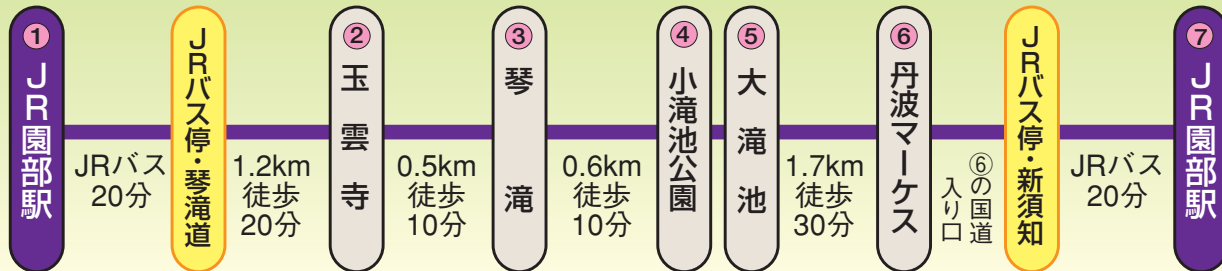 ①
JR園部駅
JRバス
20分
JRバス停・琴滝道
1.2km
徒歩
20分
②
玉雲寺
0.5km
徒歩
10分
③
琴滝
0.6km
徒歩
10分
④
小滝池公園
⑤
大滝池
1.7km
徒歩
30分
⑥
丹波マーケス
⑥の国道
入り口
JRバス停・新須知
JRバス
20分
⑦
JR園部駅